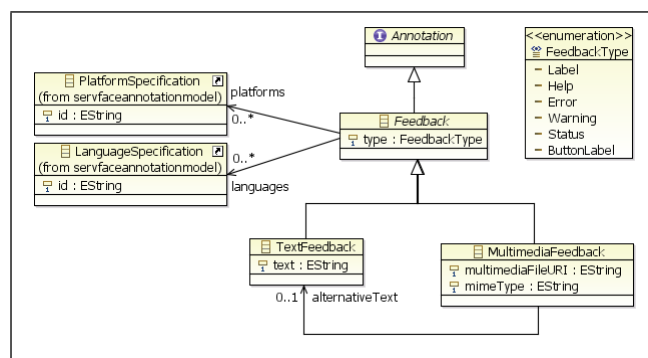 Annotation
<<enumeration>>
FeedbackType
Label
Help
Error
Warning
Status
ButtonLabel
PlatformSpecification
(from servfaceannotationmodel)
id : EString
platforms
0..*
Feedback
type : FeedbackType
LanguageSpecification
(from servfaceannotationmodel)
id : EString
0..*
languages
TextFeedback
text : EString
MultimediaFeedback
multimediaFileURI : EString
mimeType : EString
0..1 alternativeText